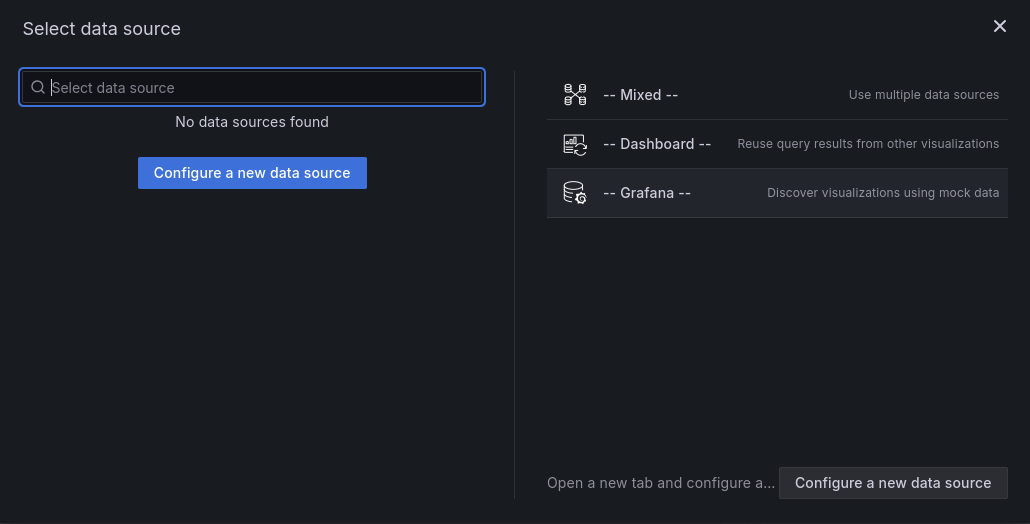 Select data source
Select data source
No data sources found
Configure a new data source
-- Mixed --
Use multiple data sources
-- Dashboard --
Reuse query results from other visualizations
-- Grafana --
Discover visualizations using mock data
Open a new tab and configure a...
Configure a new data source